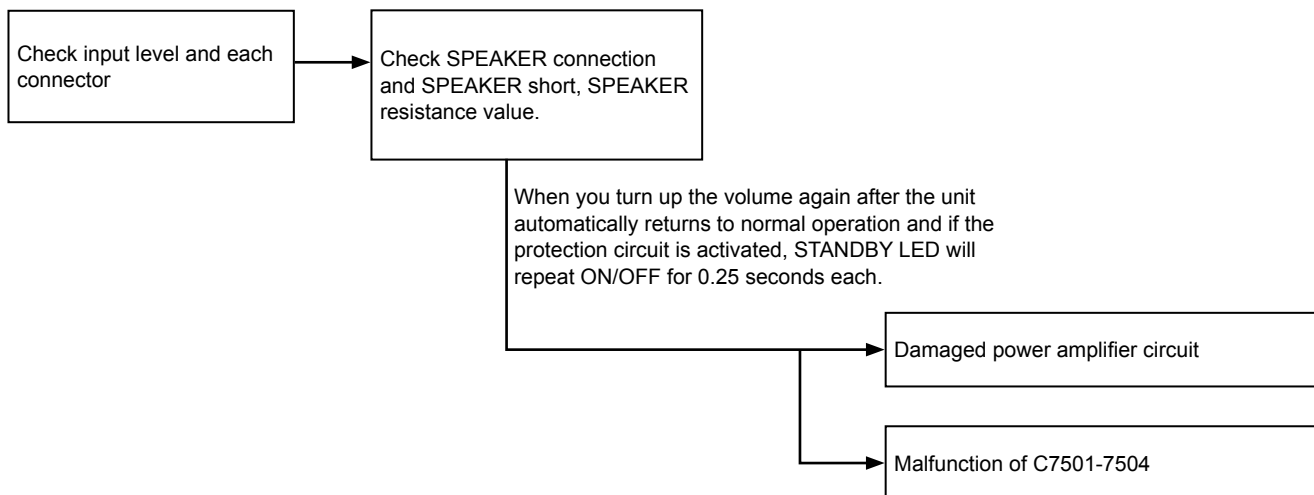 Check input level and each
connector
Check SPEAKER connection
and SPEAKER short, SPEAKER
resistance value.
When you turn up the volume again after the unit
automatically returns to normal operation and if the
protection circuit is activated, STANDBY LED will
repeat ON/OFF for 0.25 seconds each.
Damaged power amplifier circuit
Malfunction of C7501-7504